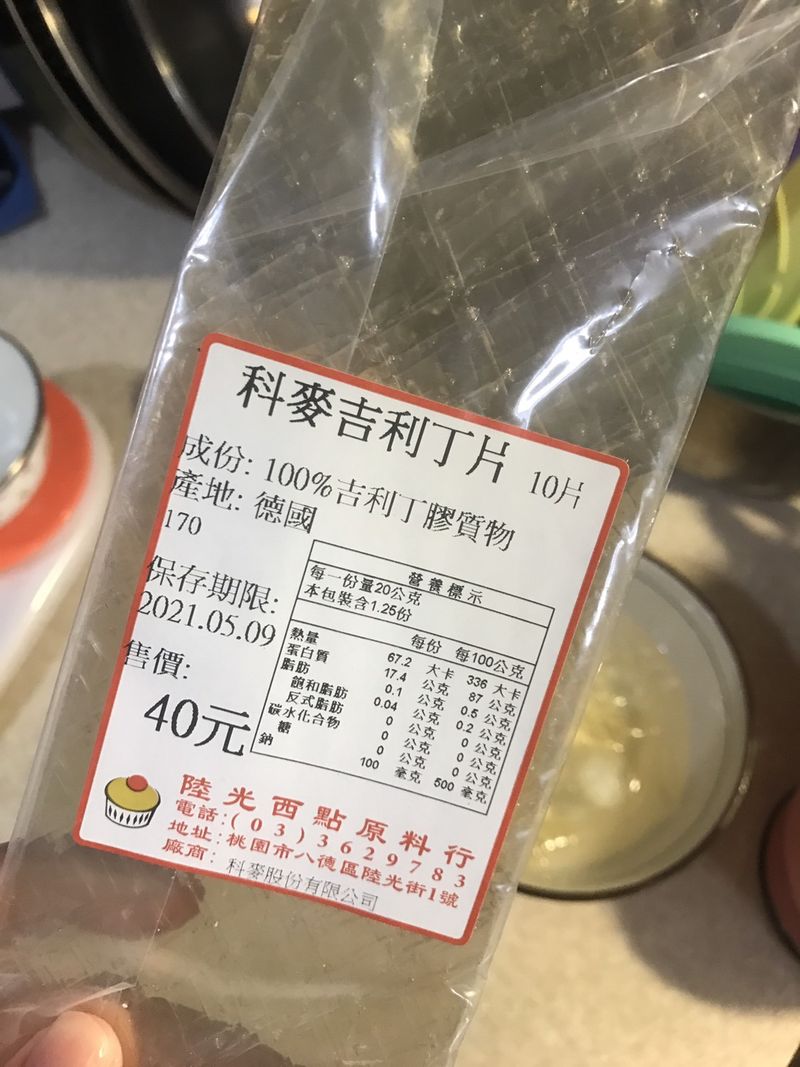 科麥吉利丁片 10片
成份: 100%吉利丁膠質物
產地: 德國
170
保存期限:
2021.05.09
售價:
40元
營養標示
每一份量20公克
本包裝含1.25份
每份 每100公克
熱量 67.2 大卡 336 大卡
蛋白質 17.4 公克 87 公克
脂肪 0.1 公克 0.5 公克
飽和脂肪 0.04 公克 0.2 公克
反式脂肪 0 公克 0 公克
碳水化合物 0 公克 0 公克
糖 0 公克 0 公克
鈉 100 毫克 500 毫克
陸光西點原料行
電話:(03)3629783
地址:桃園市八德區陸光街1號
廠商: 科麥股份有限公司